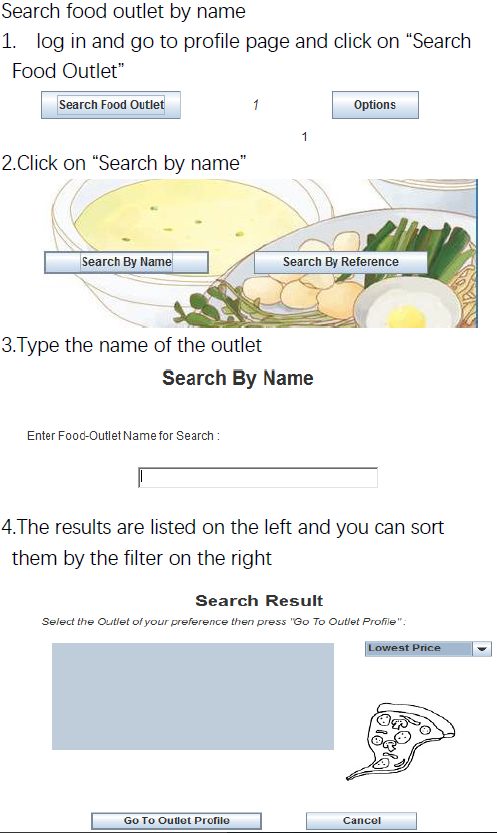 Search food outlet by name
1. log in and go to profile page and click on “Search
Food Outlet”
Search Food Outlet 1 Options
1
2.Click on “Search by name”
Search By Name Search By Reference
3.Type the name of the outlet
Search By Name
Enter Food-Outlet Name for Search :
4.The results are listed on the left and you can sort
them by the filter on the right
Search Result
Select the Outlet of your preference then press "Go To Outlet Profile" :
Lowest Price
Go To Outlet Profile Cancel